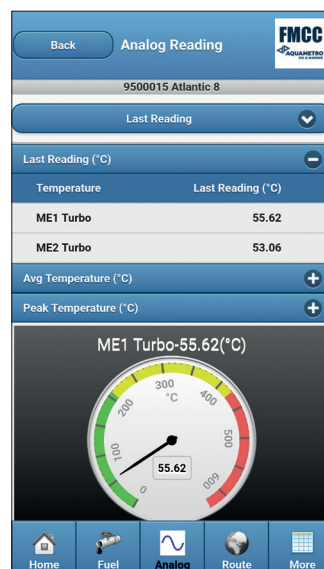 Back
Analog Reading
FMCC
AQUAMETRO
OIL & MARINE
9500015 Atlantic 8
Last Reading
Last Reading (°C)
Temperature Last Reading (°C)
ME1 Turbo 55.62
ME2 Turbo 53.06
Avg Temperature (°C)
Peak Temperature (°C)
ME1 Turbo-55.62(°C)
0
100
200
300
400
500
600
°C
55.62
Home Fuel Analog Route More